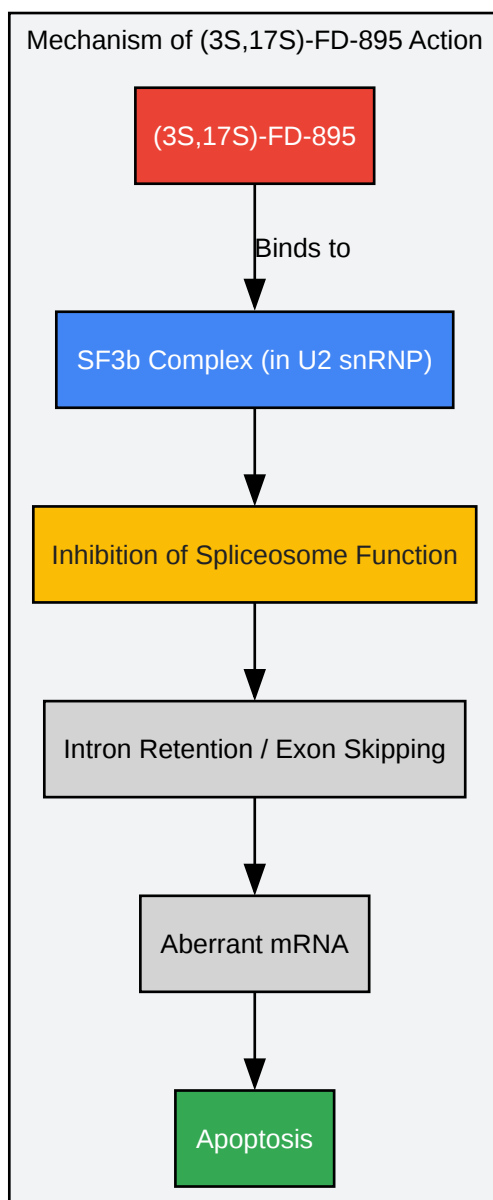 Mechanism of (3S,17S)-FD-895 Action
(3S,17S)-FD-895
Binds to
SF3b Complex (in U2 snRNP)
Inhibition of Spliceosome Function
Intron Retention / Exon Skipping
Aberrant mRNA
Apoptosis